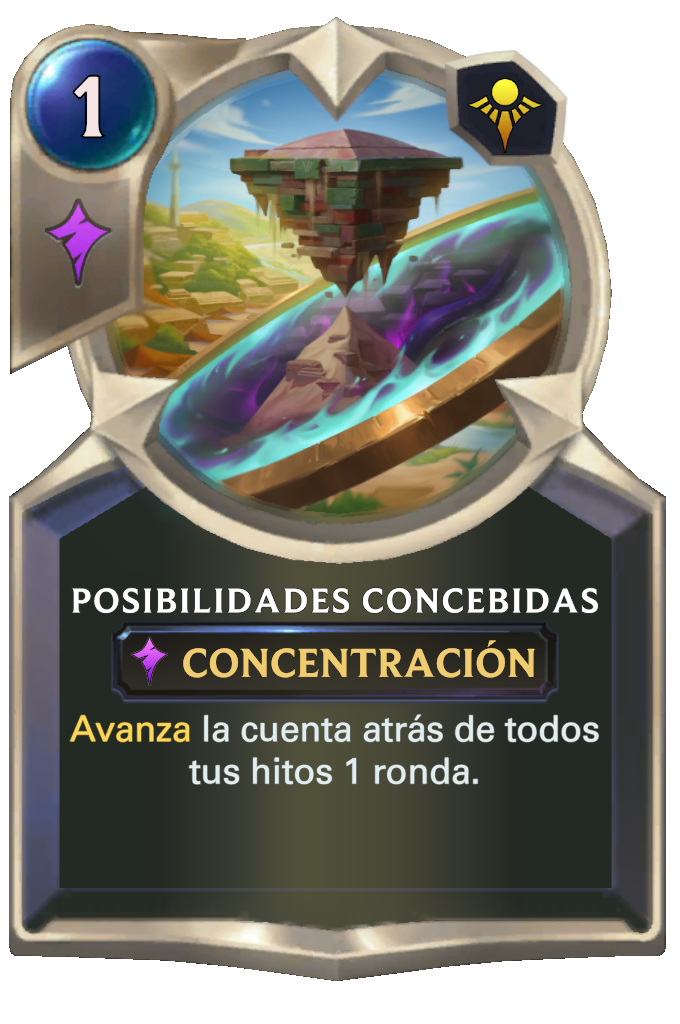 1
POSIBILIDADES CONCEBIDAS
CONCENTRACIÓN
Avanza la cuenta atrás de todos
tus hitos 1 ronda.